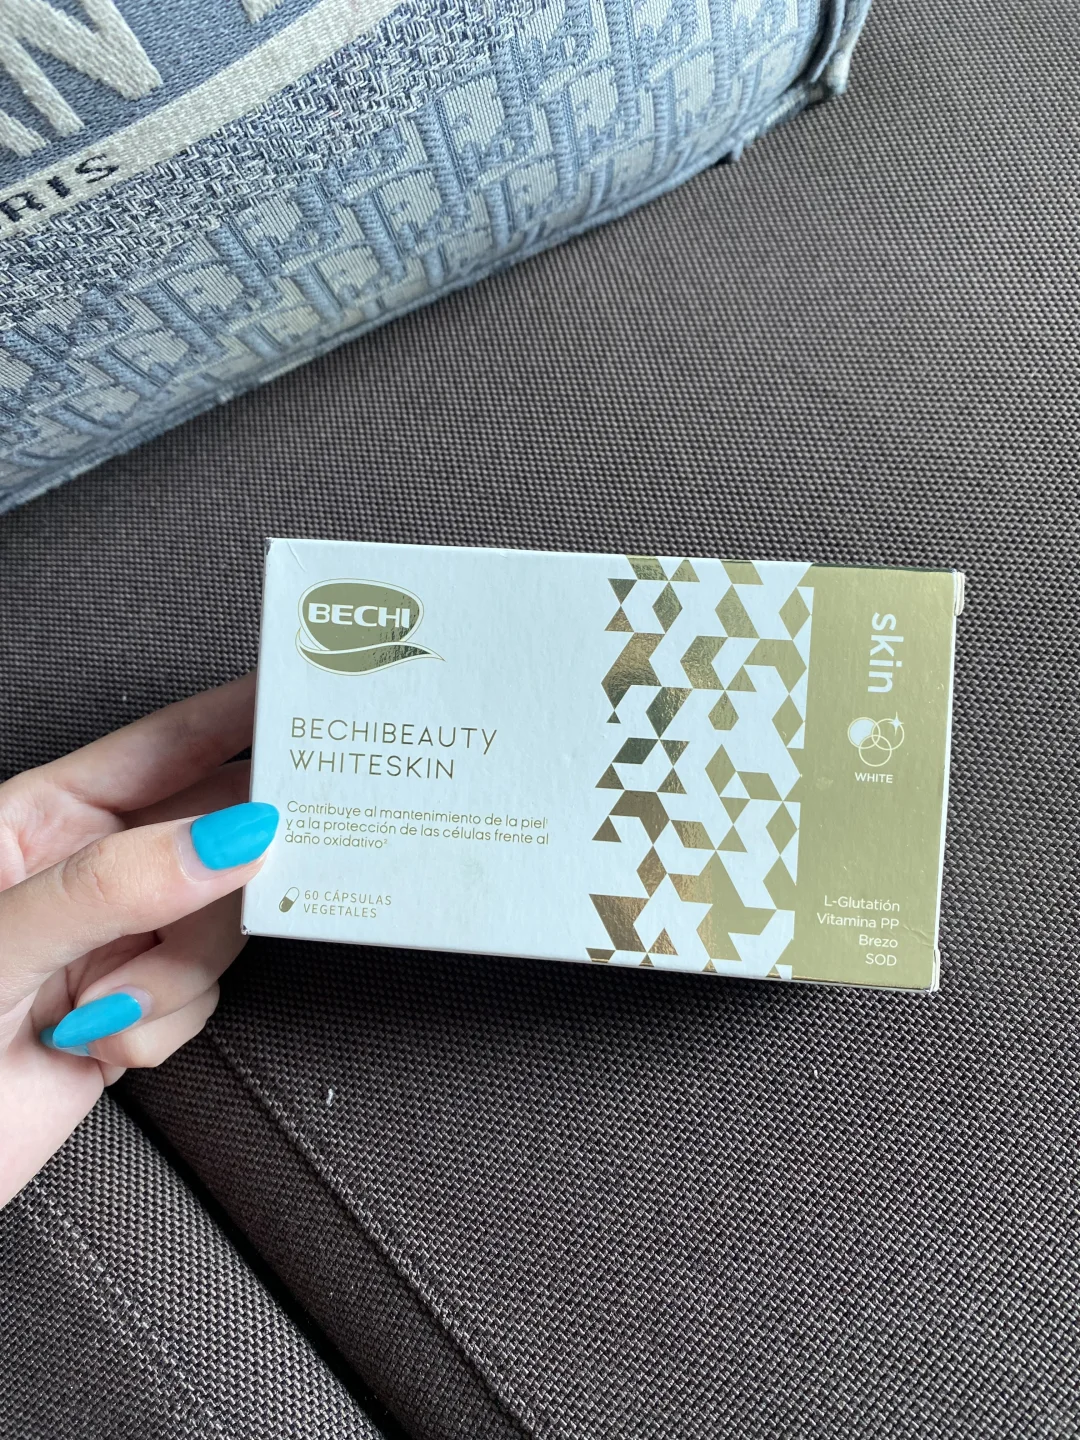 RIS
BECHI
BECHIBEAUTY
WHITESKIN
Contribuye al mantenimiento de la piel¹
y a la protección de las células frente al
daño oxidativo²
60 CÁPSULAS
VEGETALES
skin
WHITE
L-Glutatión
Vitamina PP
Brezo
SOD